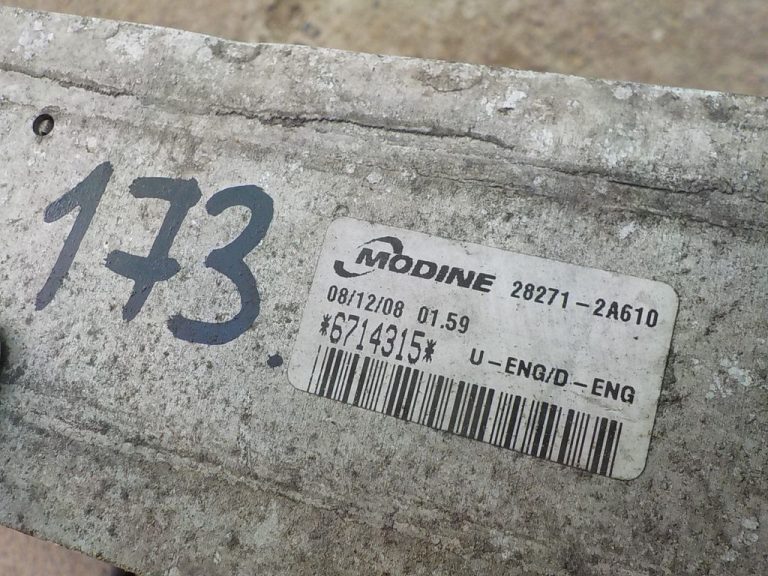 173.
MODINE 28271-2A610
08/12/08 01.59
*6714315* U-ENG/D-ENG